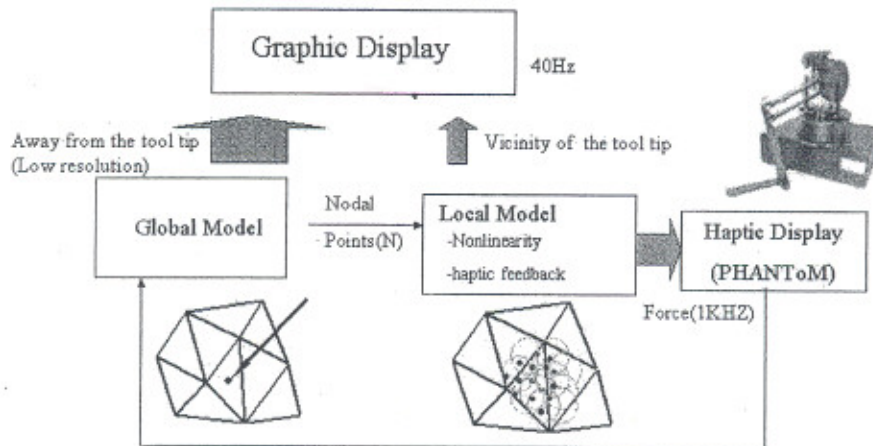 Graphic Display
40Hz
Away from the tool tip
(Low resolution)
Vicinity of the tool tip
Global Model
Nodal
Points(N)
Local Model
-Nonlinearity
-haptic feedback
Haptic Display
(PHANToM)
Force(1KHZ)